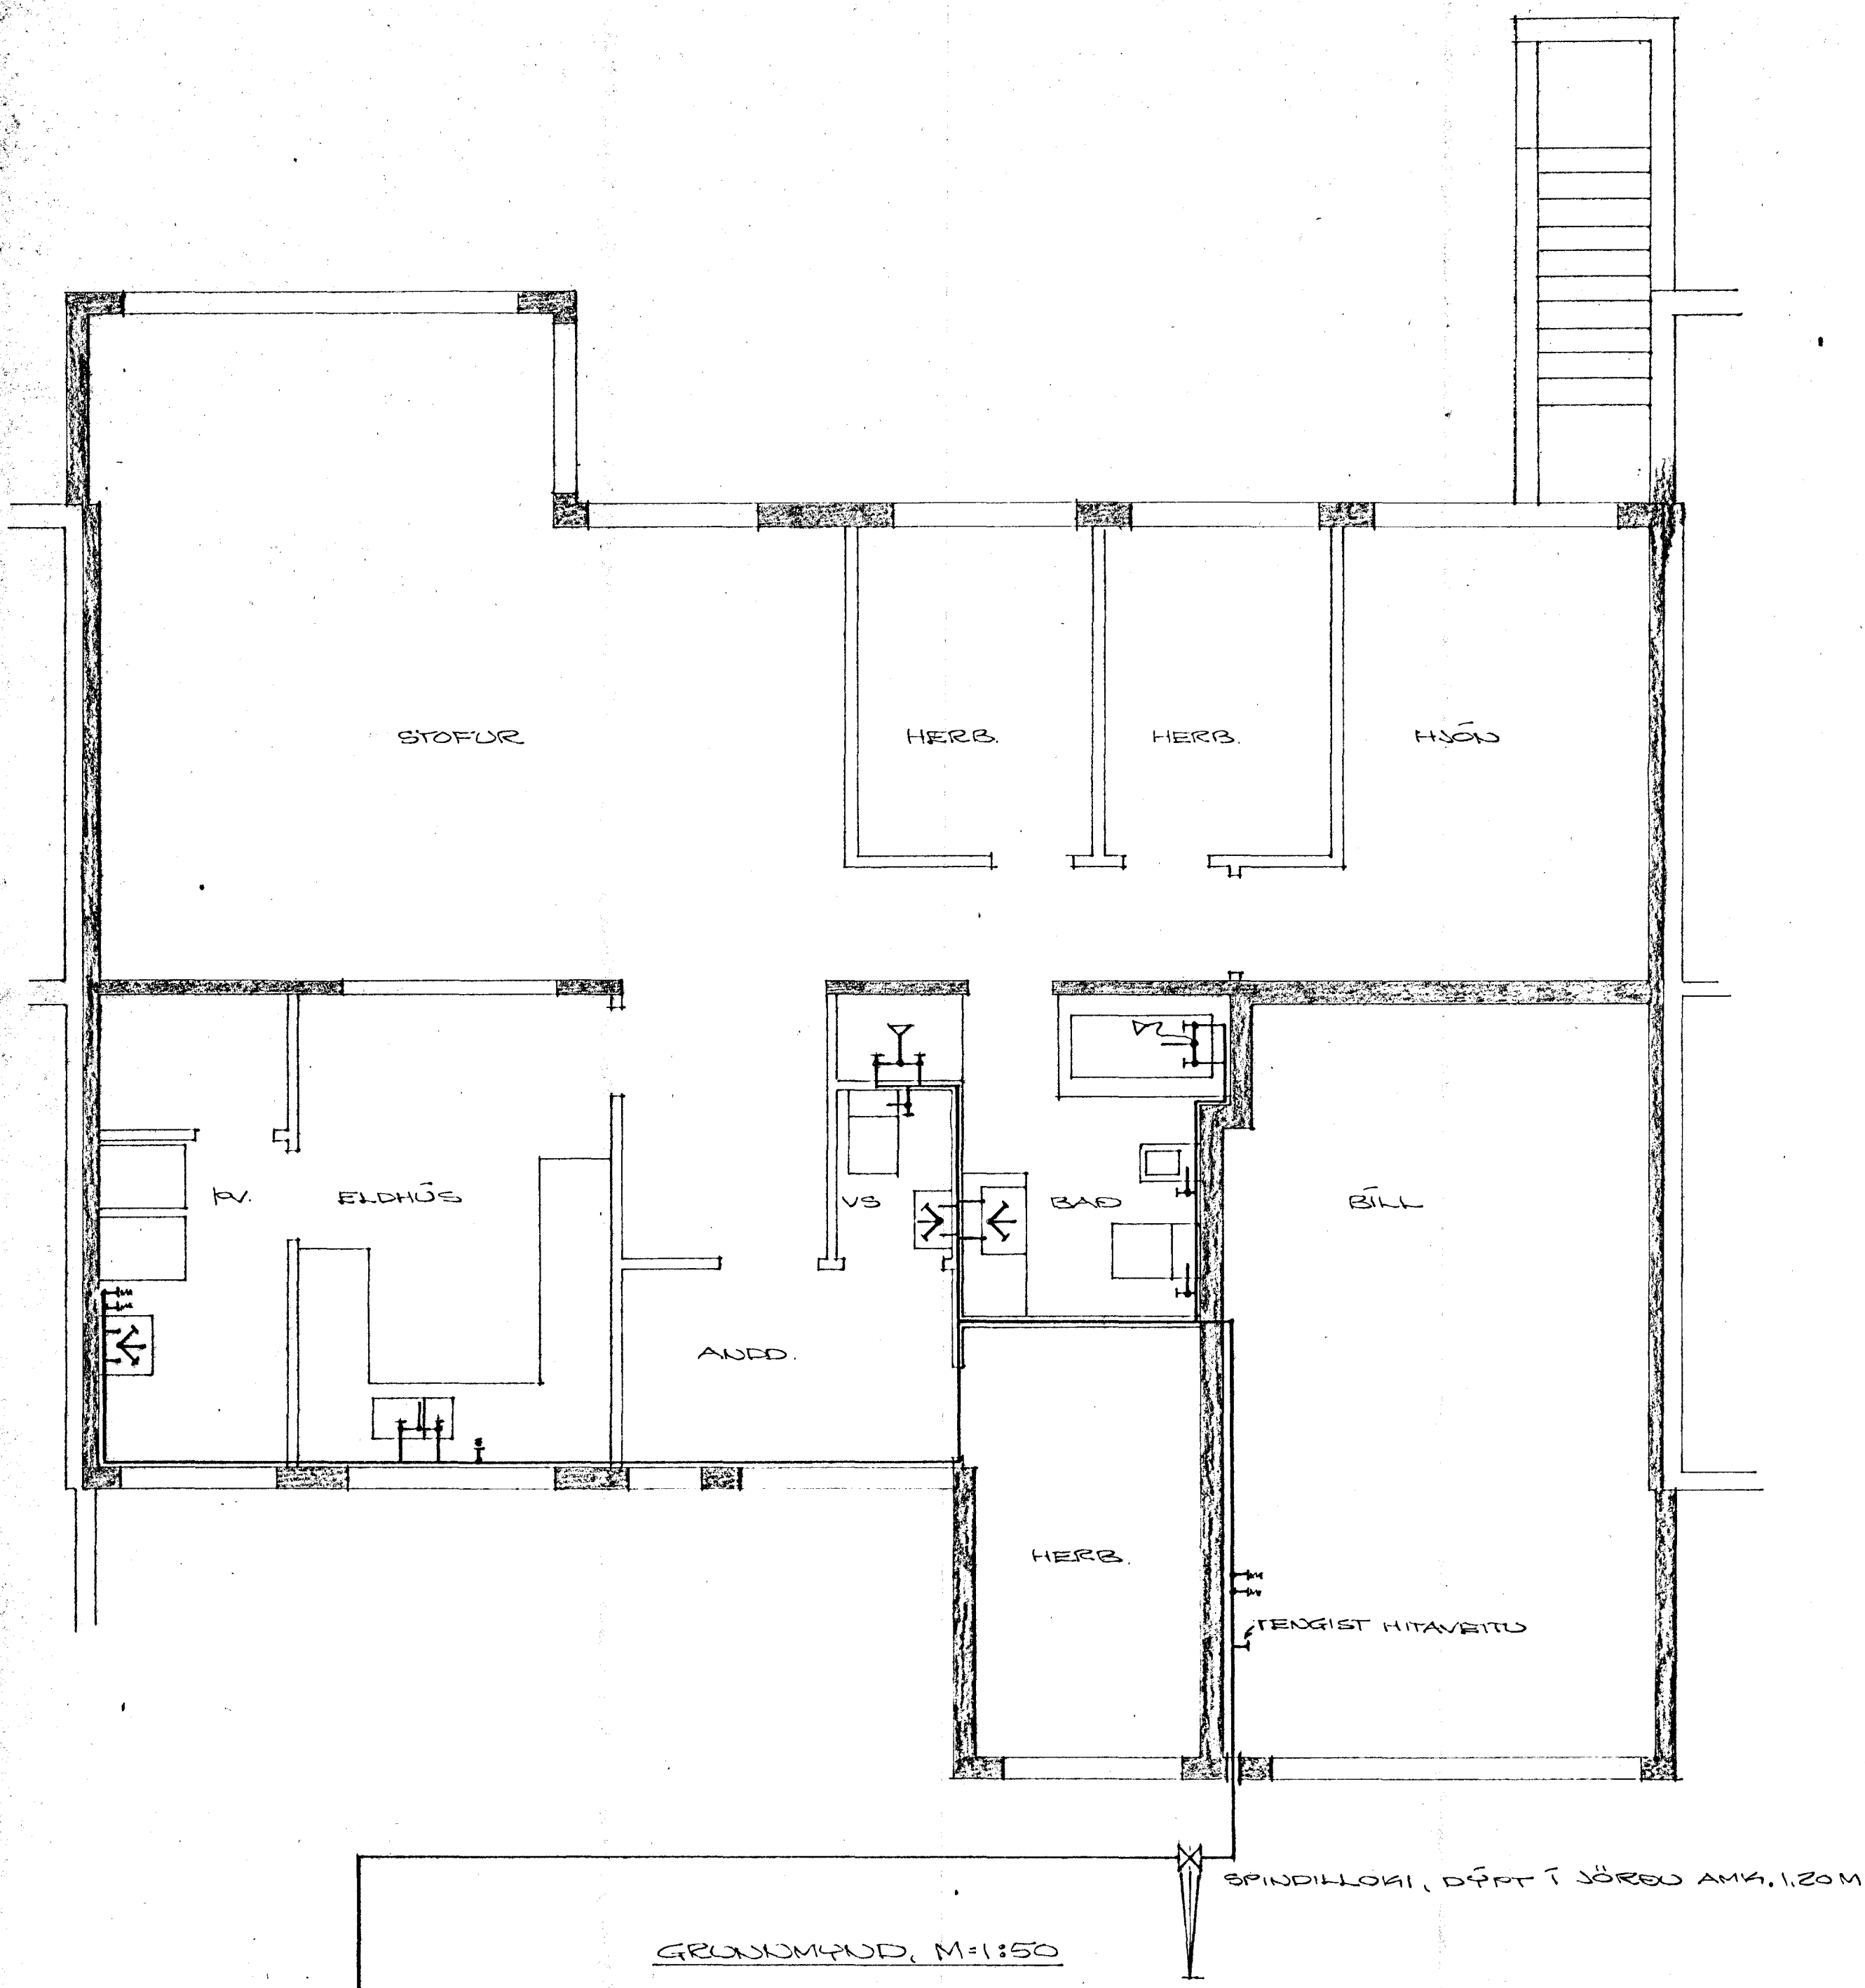 STOFUR
HERB.
HERB.
HJÓN
KV.
ELDHÚS
VS
BAÐ
BÍLL
ANDD.
HERB.
TENGIST HITAVEITU
SPINDILLOKI, DÝPT Í JÖRÐU AMK. 1.20 M
GRUNNMYND, M=1:50